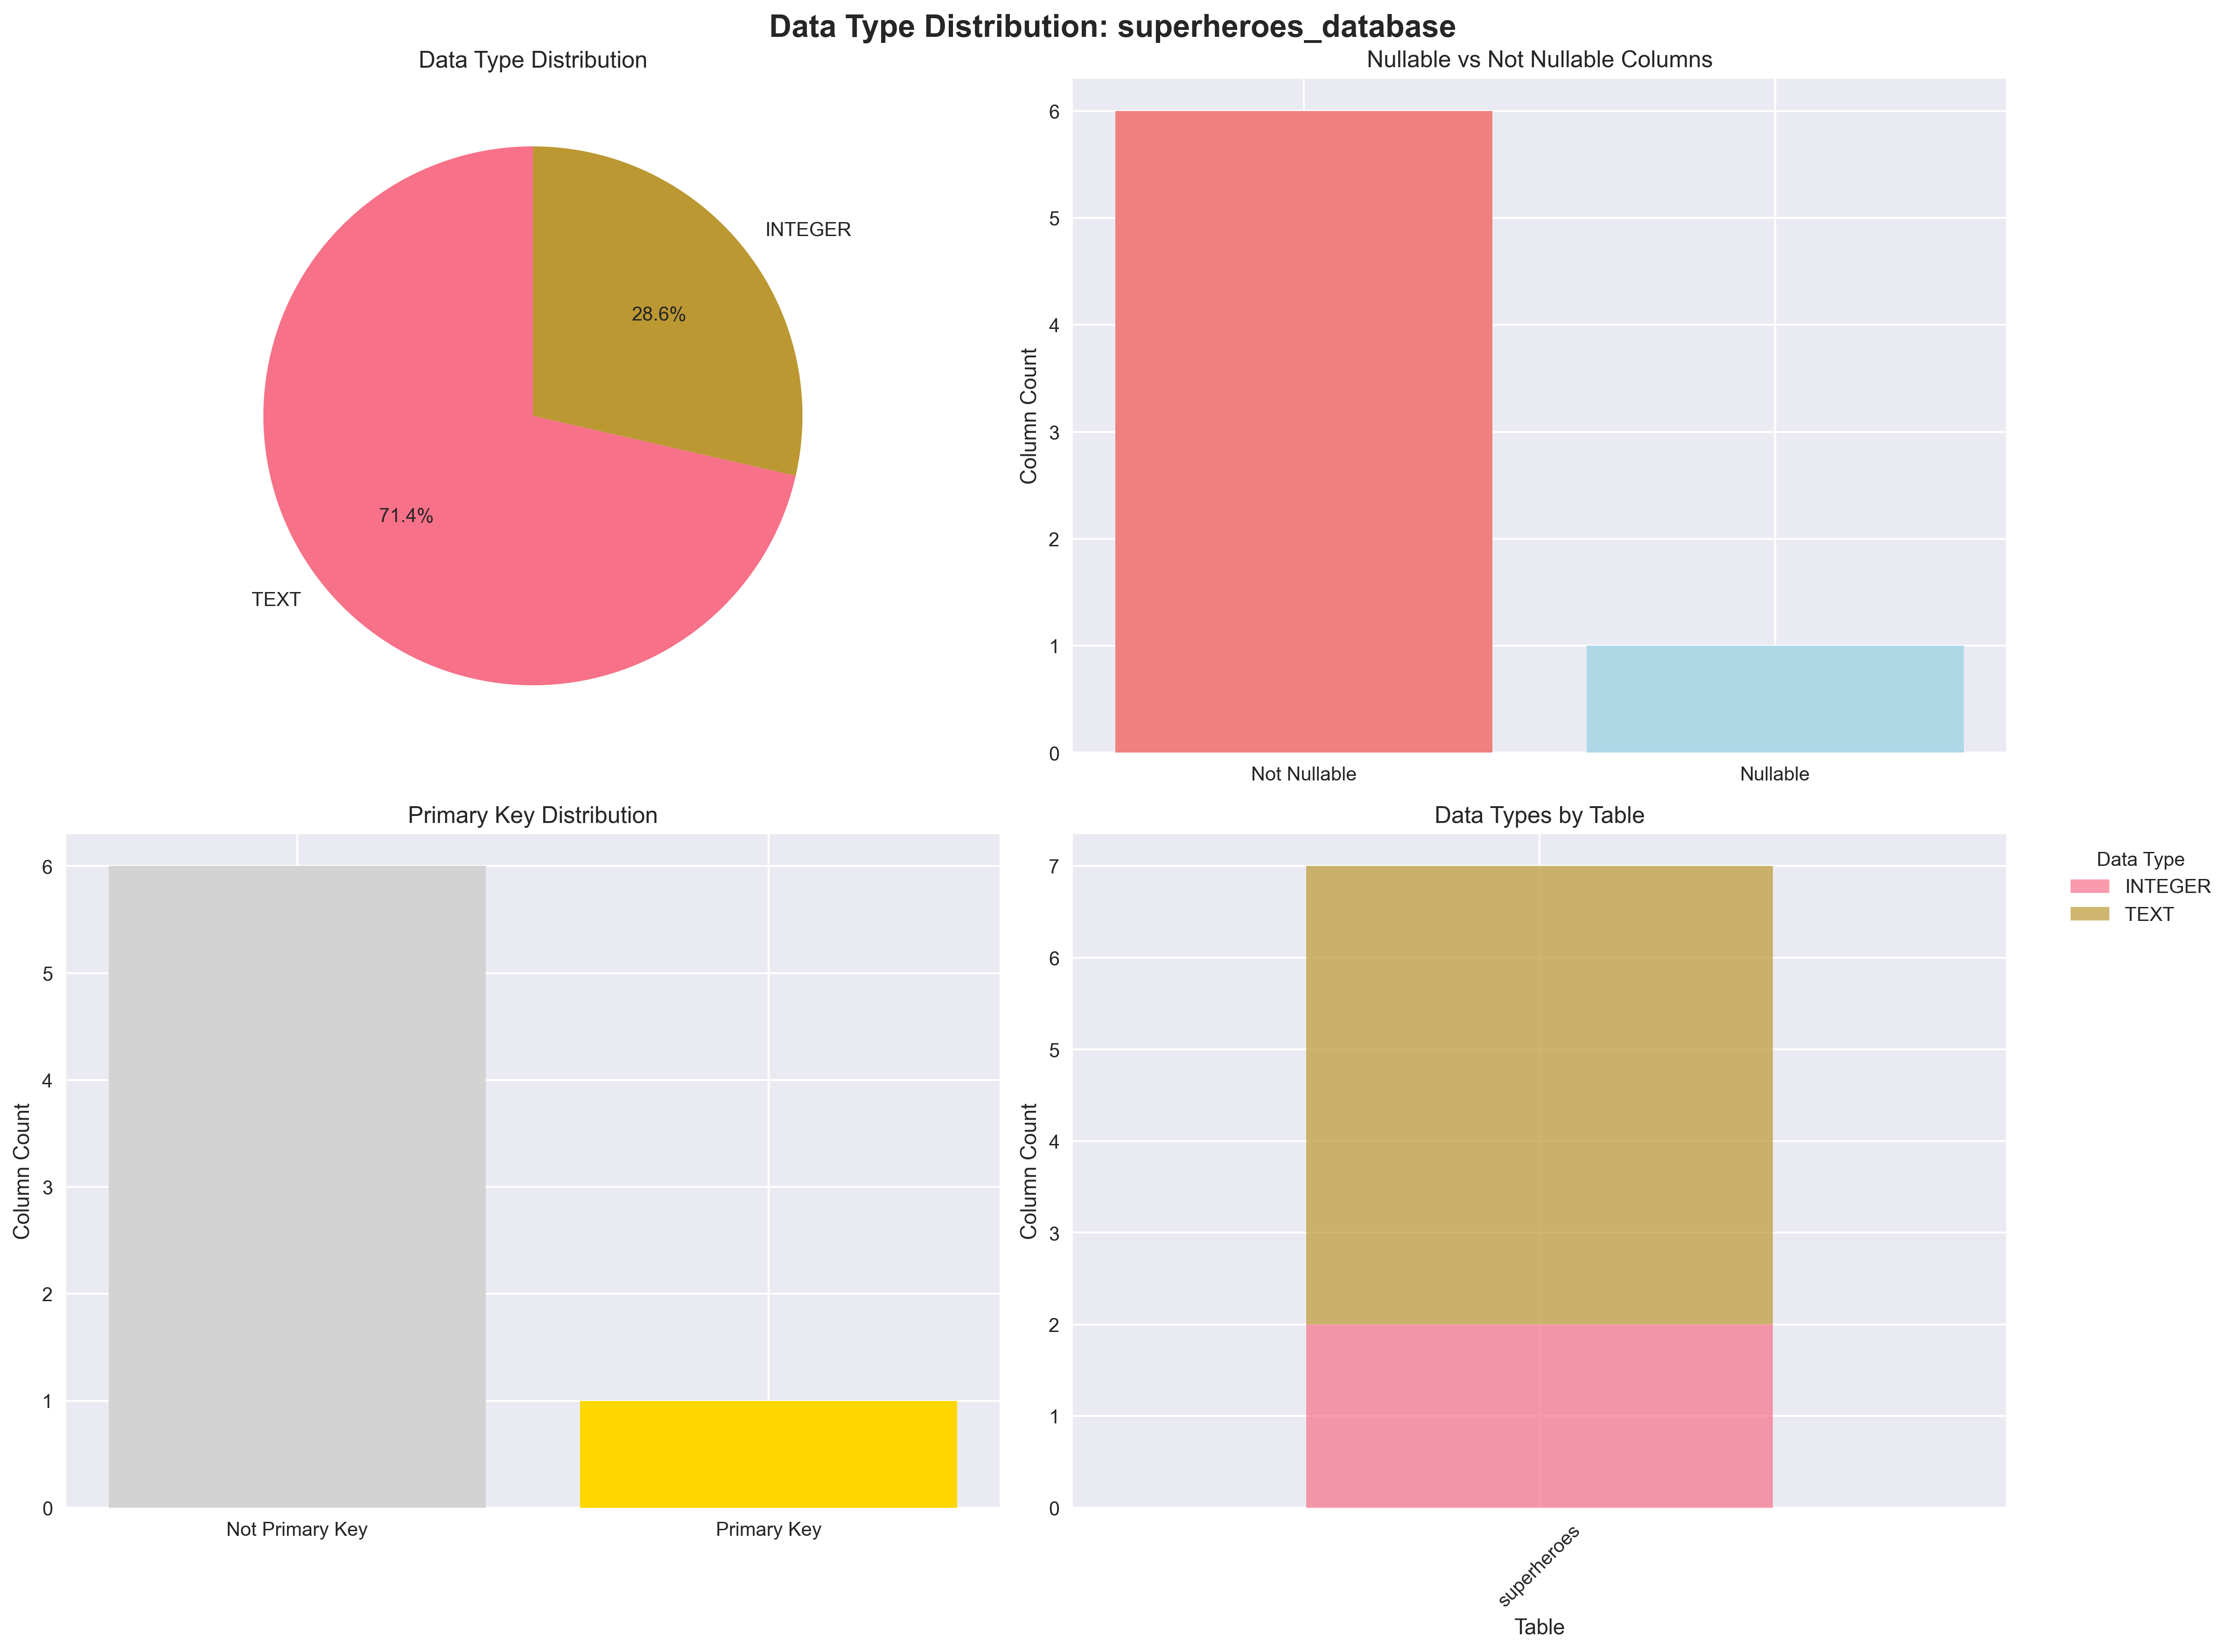 Data Type Distribution: superheroes_database
Data Type Distribution
INTEGER
28.6%
71.4%
TEXT
Nullable vs Not Nullable Columns
Column Count
6
5
4
3
2
1
0
Not Nullable
Nullable
Primary Key Distribution
Column Count
6
5
4
3
2
1
0
Not Primary Key
Primary Key
Data Types by Table
Column Count
7
6
5
4
3
2
1
0
superheroes
Table
Data Type
INTEGER
TEXT